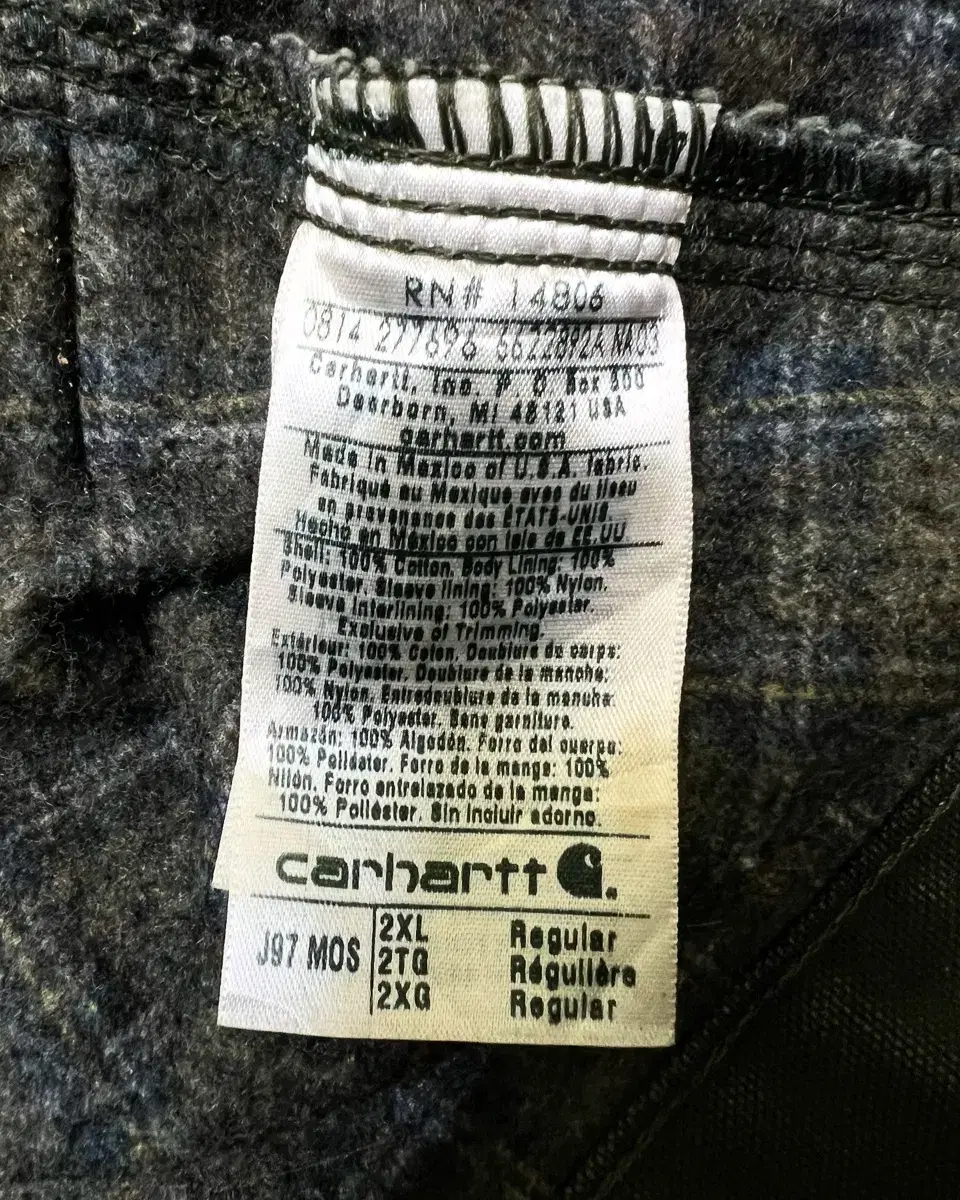 RN# 14806
0814 277696 66228924 NA03
Carhartt, Inc. P O Box 600
Dearborn, MI 48121 USA
carhartt.com
Made in Mexico of U.S.A. fabric.
Fabriqué au Mexique avec du tissu
en provenance des ÉTATS-UNIS
Hecho en México con tela de EE.UU
Shell: 100% Cotton. Body Lining: 100%
Polyester. Sleeve lining: 100% Nylon.
Sleeve Interlining: 100% Polyester.
Exclusive of Trimming.
Extérieur: 100% Coton. Doublure du corps:
100% Polyester. Doublure de la manche:
100% Nylon. Entredoublure de la manche:
100% Polyester. Sans garniture.
Armazón: 100% Algodón. Forro del cuerpo:
100% Poliéster. Forro de la manga: 100%
Nilón. Forro entrelazado de la manga:
100% Poliéster. Sin incluir adorno.
carhartt
J97 MOS
2XL Regular
2TG Régulière
2XG Regular